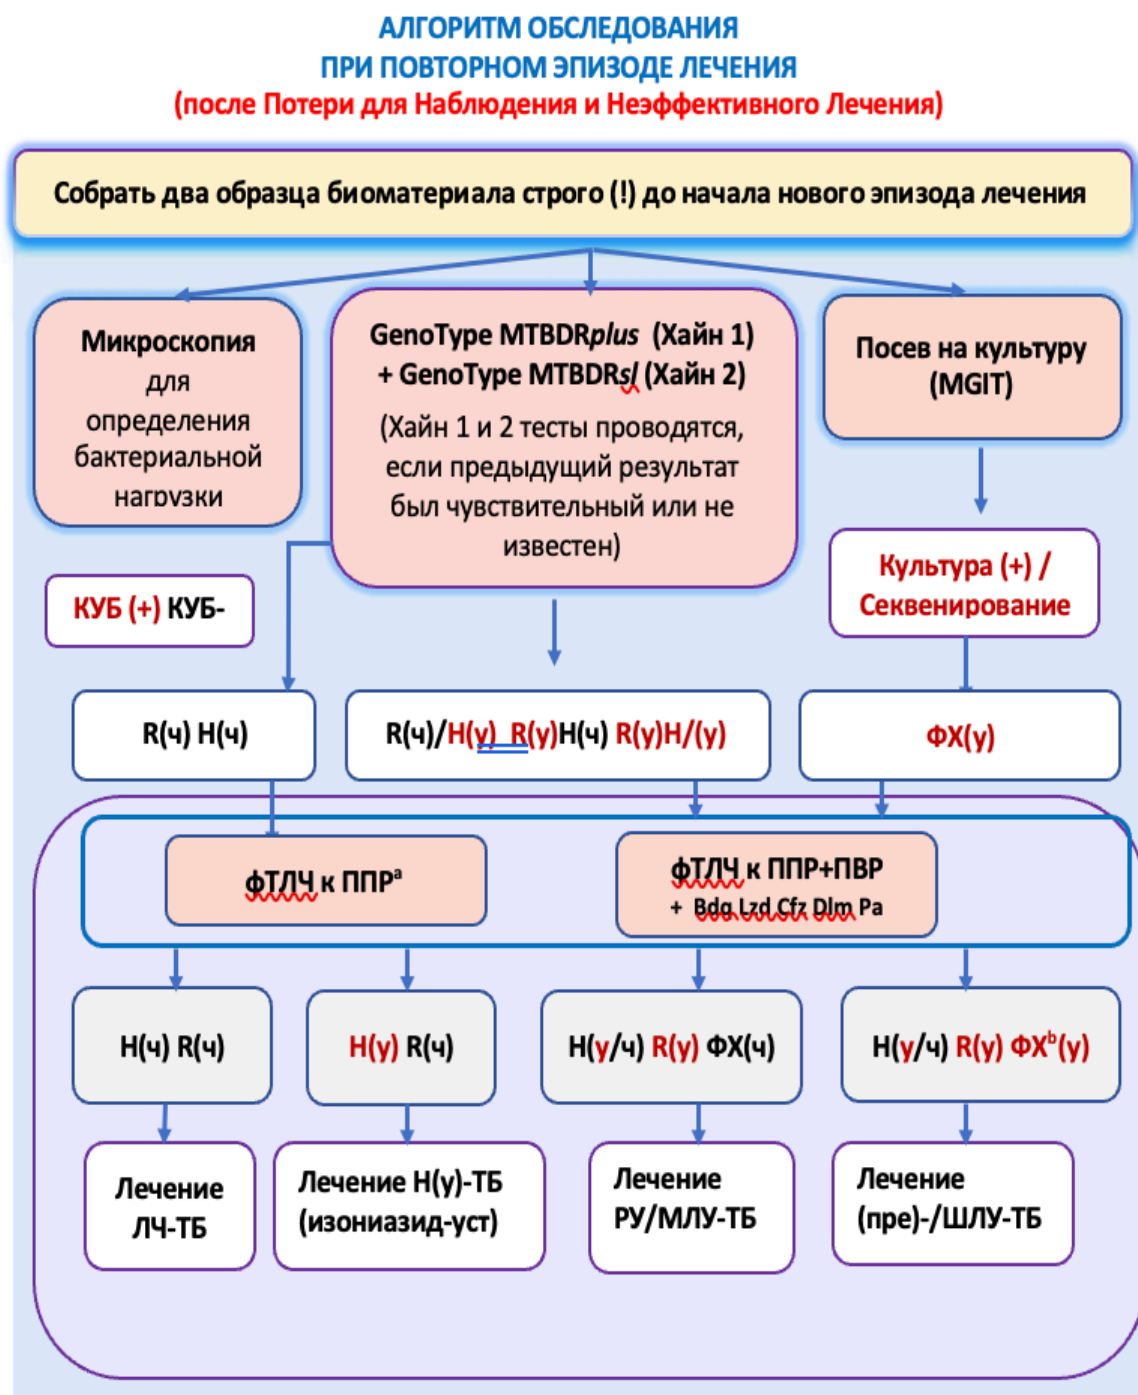 АЛГОРИТМ ОБСЛЕДОВАНИЯ
ПРИ ПОВТОРНОМ ЭПИЗОДЕ ЛЕЧЕНИЯ
(после Потери для Наблюдения и Неэффективного Лечения)
Собрать два образца биоматериала строго (!) до начала нового эпизода лечения
Микроскопия
для
определения
бактериальной
нагрузки
GenoType MTBDRplus (Хайн 1)
+ GenoType MTBDRsl (Хайн 2)
(Хайн 1 и 2 тесты проводятся,
если предыдущий результат
был чувствительный или не
известен)
Посев на культуру
(MGIT)
Культура (+) /
Секвенирование
КУБ (+) КУБ-
R(ч) H(ч)
R(ч)/H(у) R(у)H(ч) R(у)H/(у)
ФХ(у)
фТЛЧ к ППРᵃ
фТЛЧ к ППР+ПВР
+ Bdq Lzd Cfz Dlm Pa
H(ч) R(ч)
H(у) R(ч)
H(у/ч) R(у) ФХ(ч)
H(у/ч) R(у) ФХᵇ(у)
Лечение
ЛЧ-ТБ
Лечение Н(у)-ТБ
(изониазид-уст)
Лечение
РУ/МЛУ-ТБ
Лечение
(пре)-/ШЛУ-ТБ